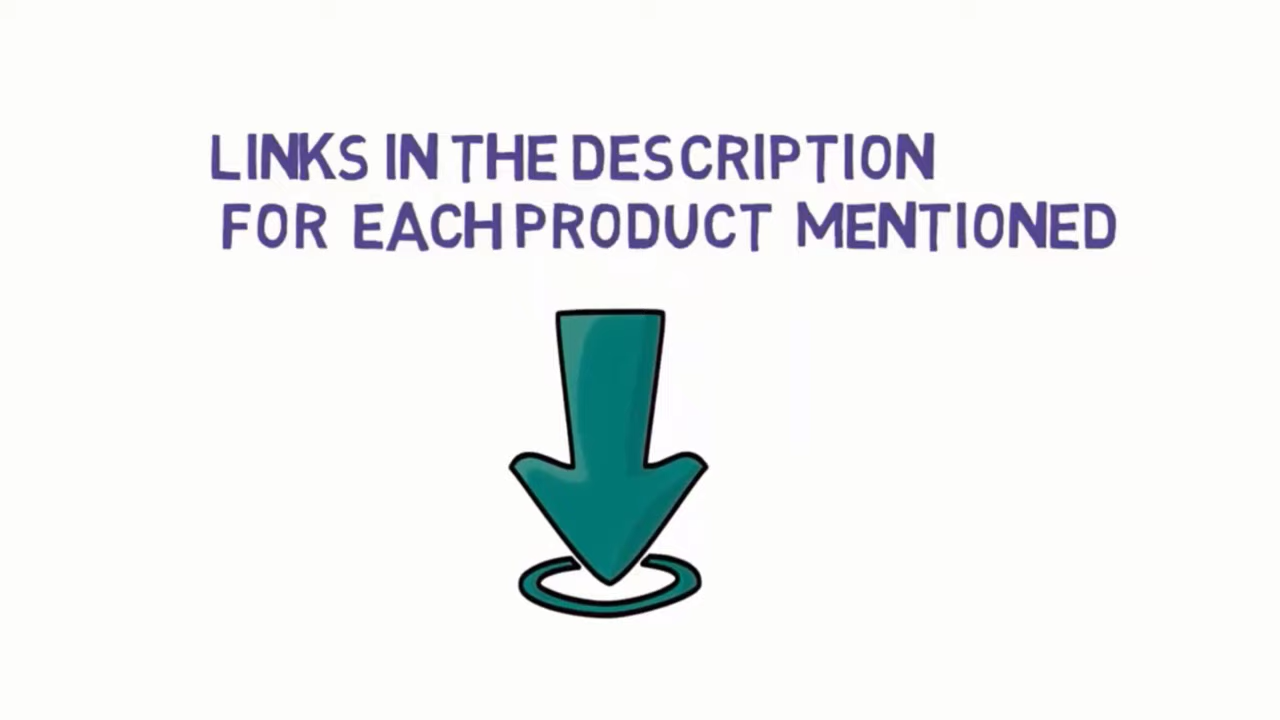 LINKS IN THE DESCRIPTION
FOR EACH PRODUCT MENTIONED